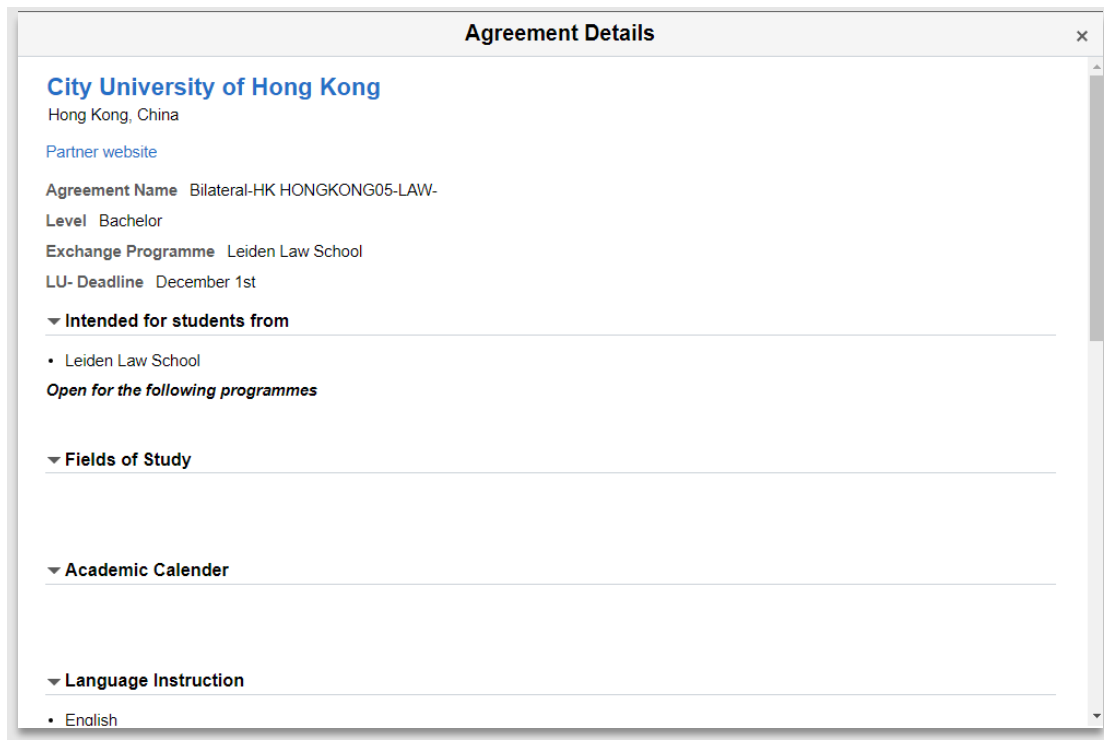 Agreement Details
×
City University of Hong Kong
Hong Kong, China
Partner website
Agreement Name Bilateral-HK HONGKONG05-LAW-
Level Bachelor
Exchange Programme Leiden Law School
LU- Deadline December 1st
Intended for students from
• Leiden Law School
Open for the following programmes
Fields of Study
Academic Calender
Language Instruction
• English